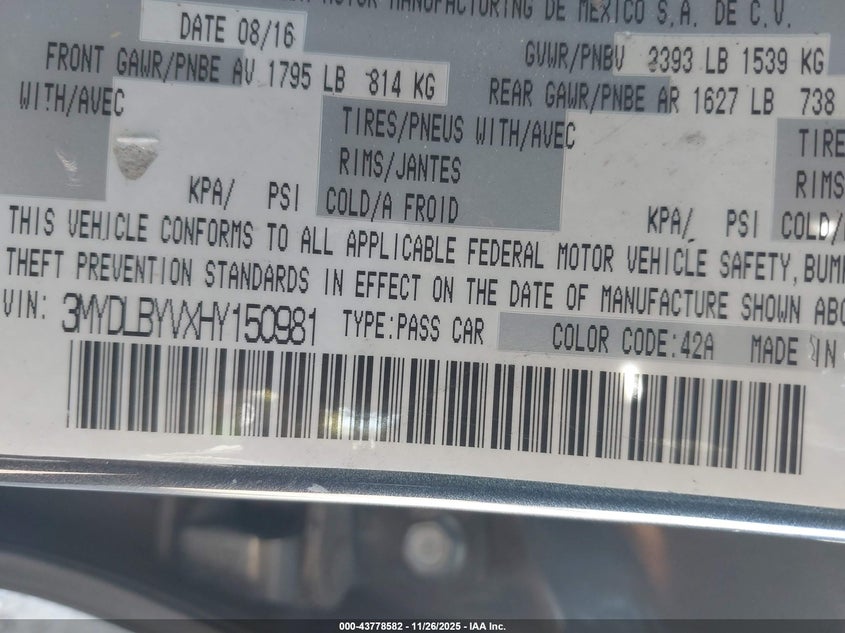 MOTOR MANUFACTURING DE MEXICO S.A. DE C.V.
DATE 08/16
GVWR/PNBV 3393 LB 1539 KG
FRONT GAWR/PNBE AV 1795 LB 814 KG
REAR GAWR/PNBE AR 1627 LB 738
WITH/AVEC
TIRES/PNEUS WITH/AVEC
TIRE
RIMS/JANTES
RIMS
KPA/ PSI COLD/A FROID
KPA/ PSI COLD/
THIS VEHICLE CONFORMS TO ALL APPLICABLE FEDERAL MOTOR VEHICLE SAFETY, BUM
THEFT PREVENTION STANDARDS IN EFFECT ON THE DATE OF MANUFACTURE SHOWN ABO
VIN: 3MYDLBYVXHY150981 TYPE:PASS CAR COLOR CODE:42A MADE IN
000-43778582 - 11/26/2025 - IAA Inc.